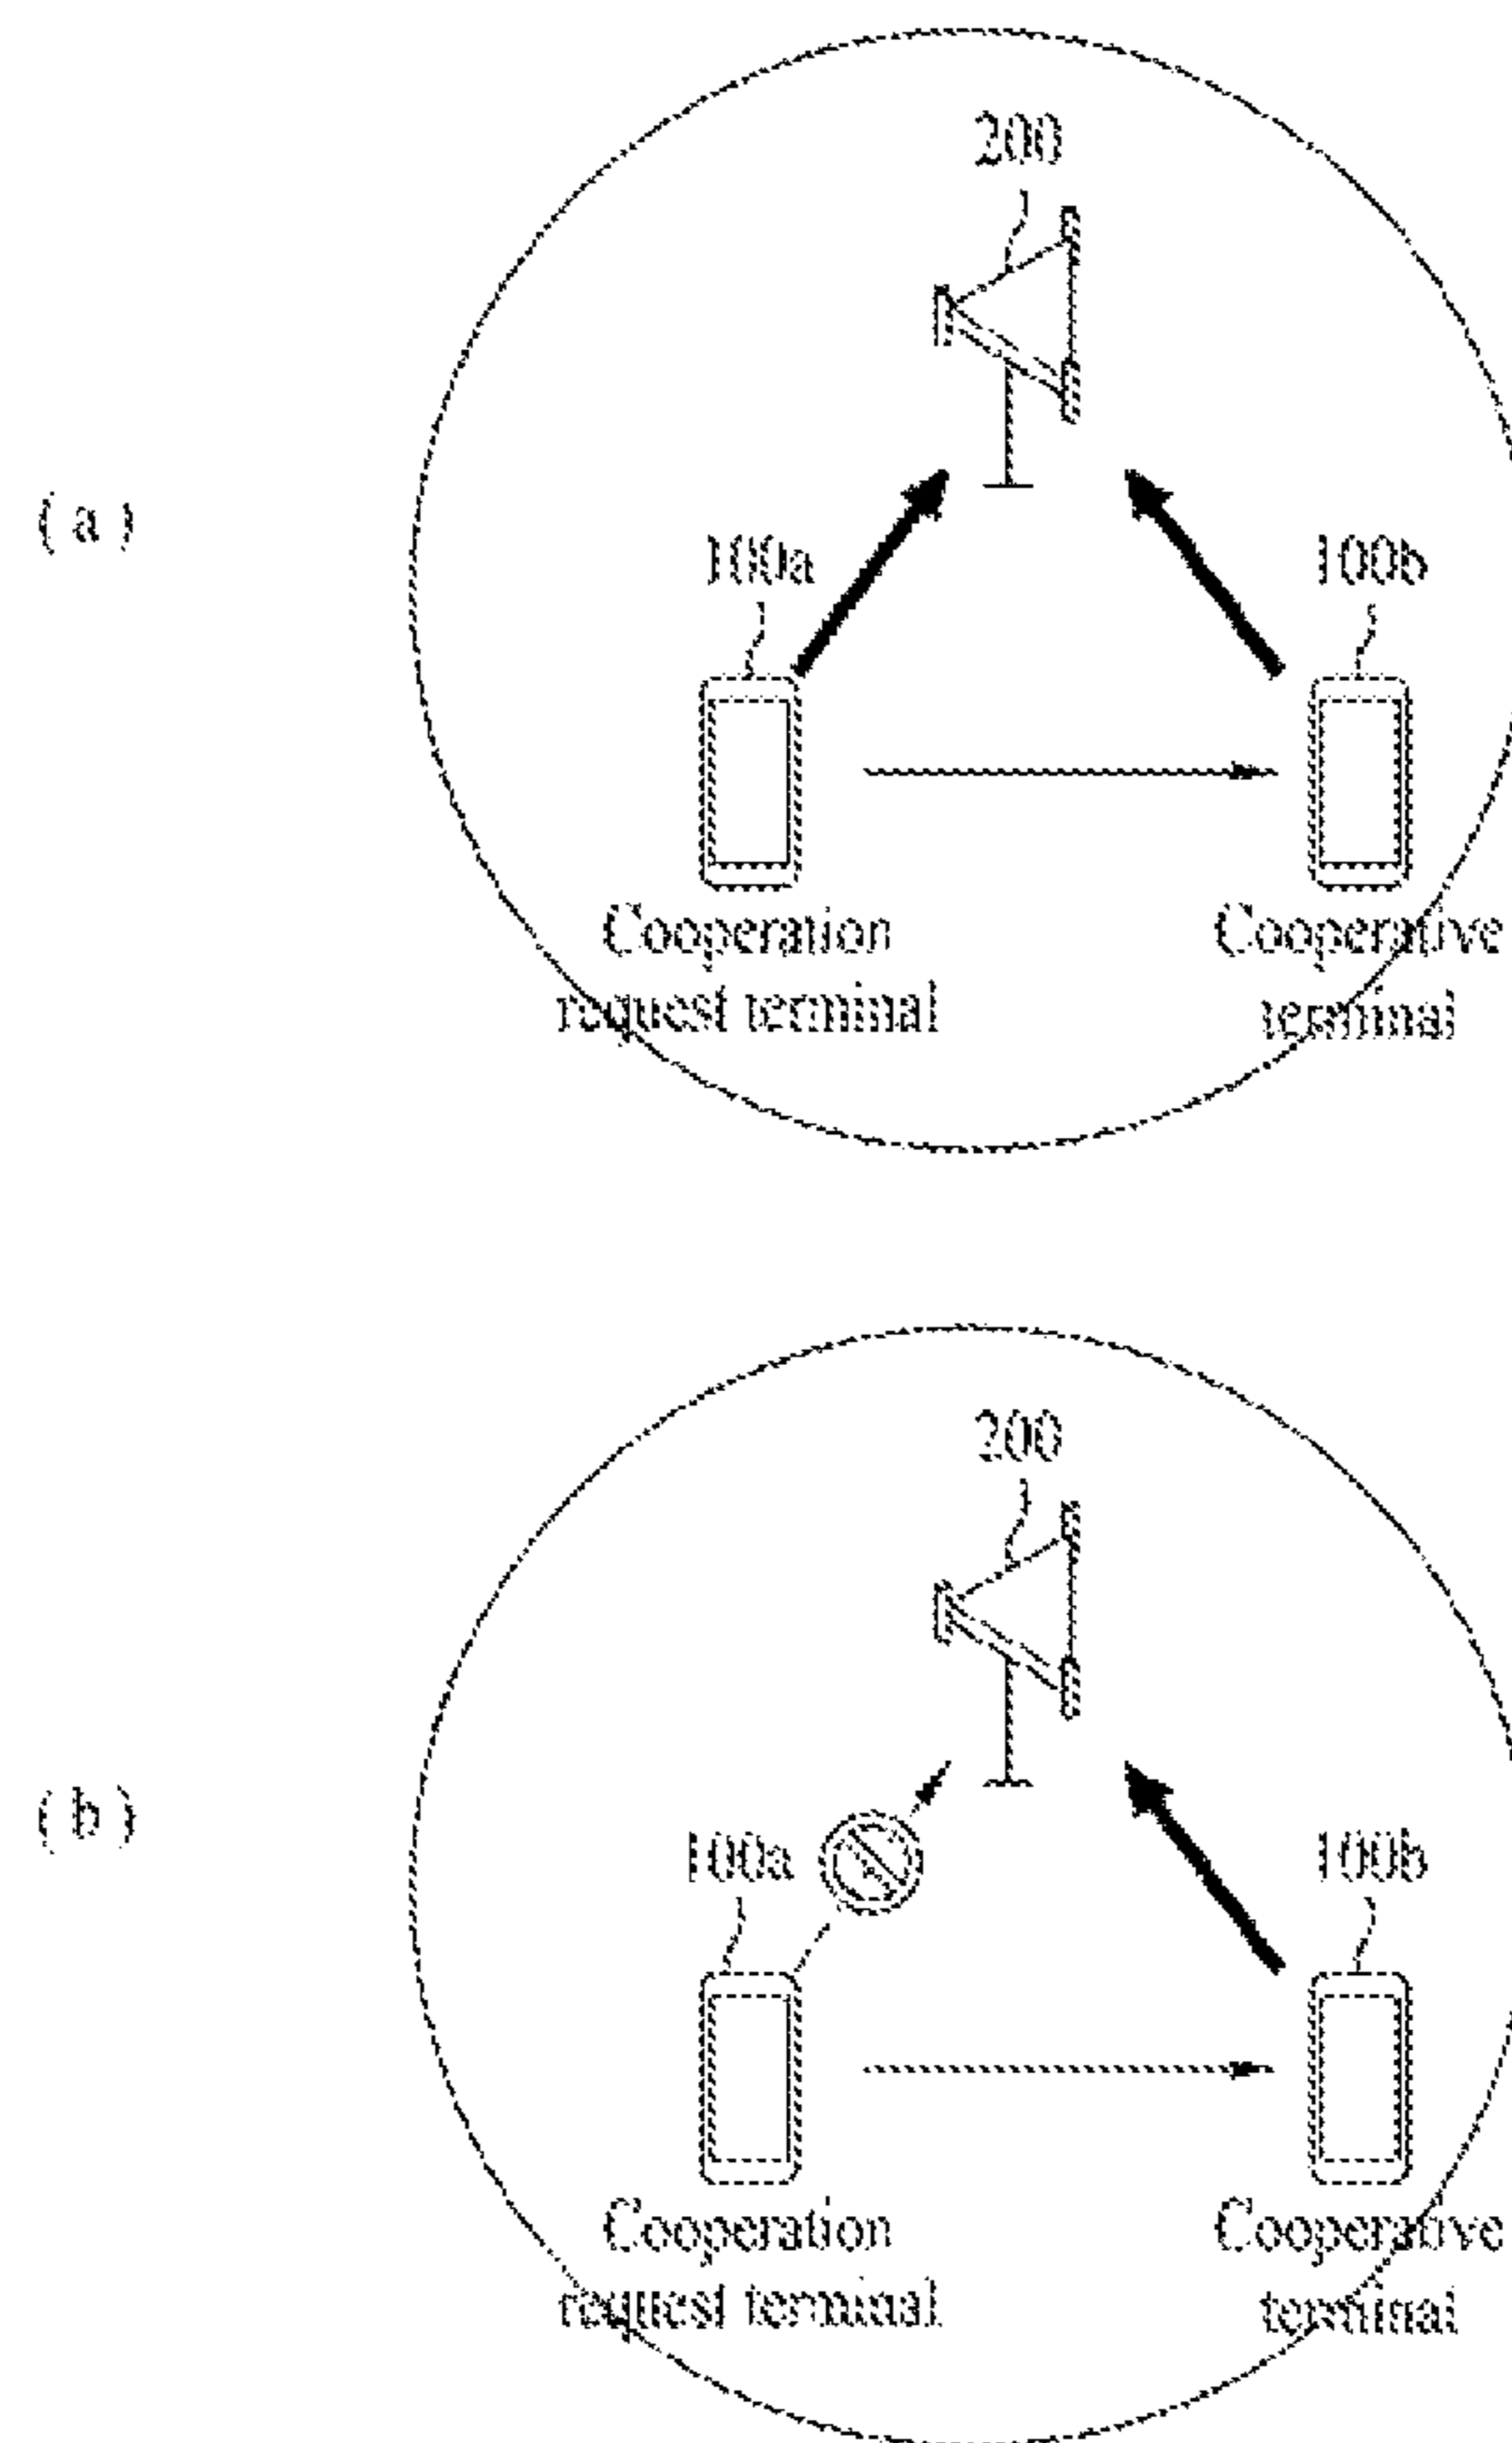 200
(a)
100a
100b
Cooperation
request terminal
Cooperative
terminal
200
(b)
100a
100b
Cooperation
request terminal
Cooperative
terminal